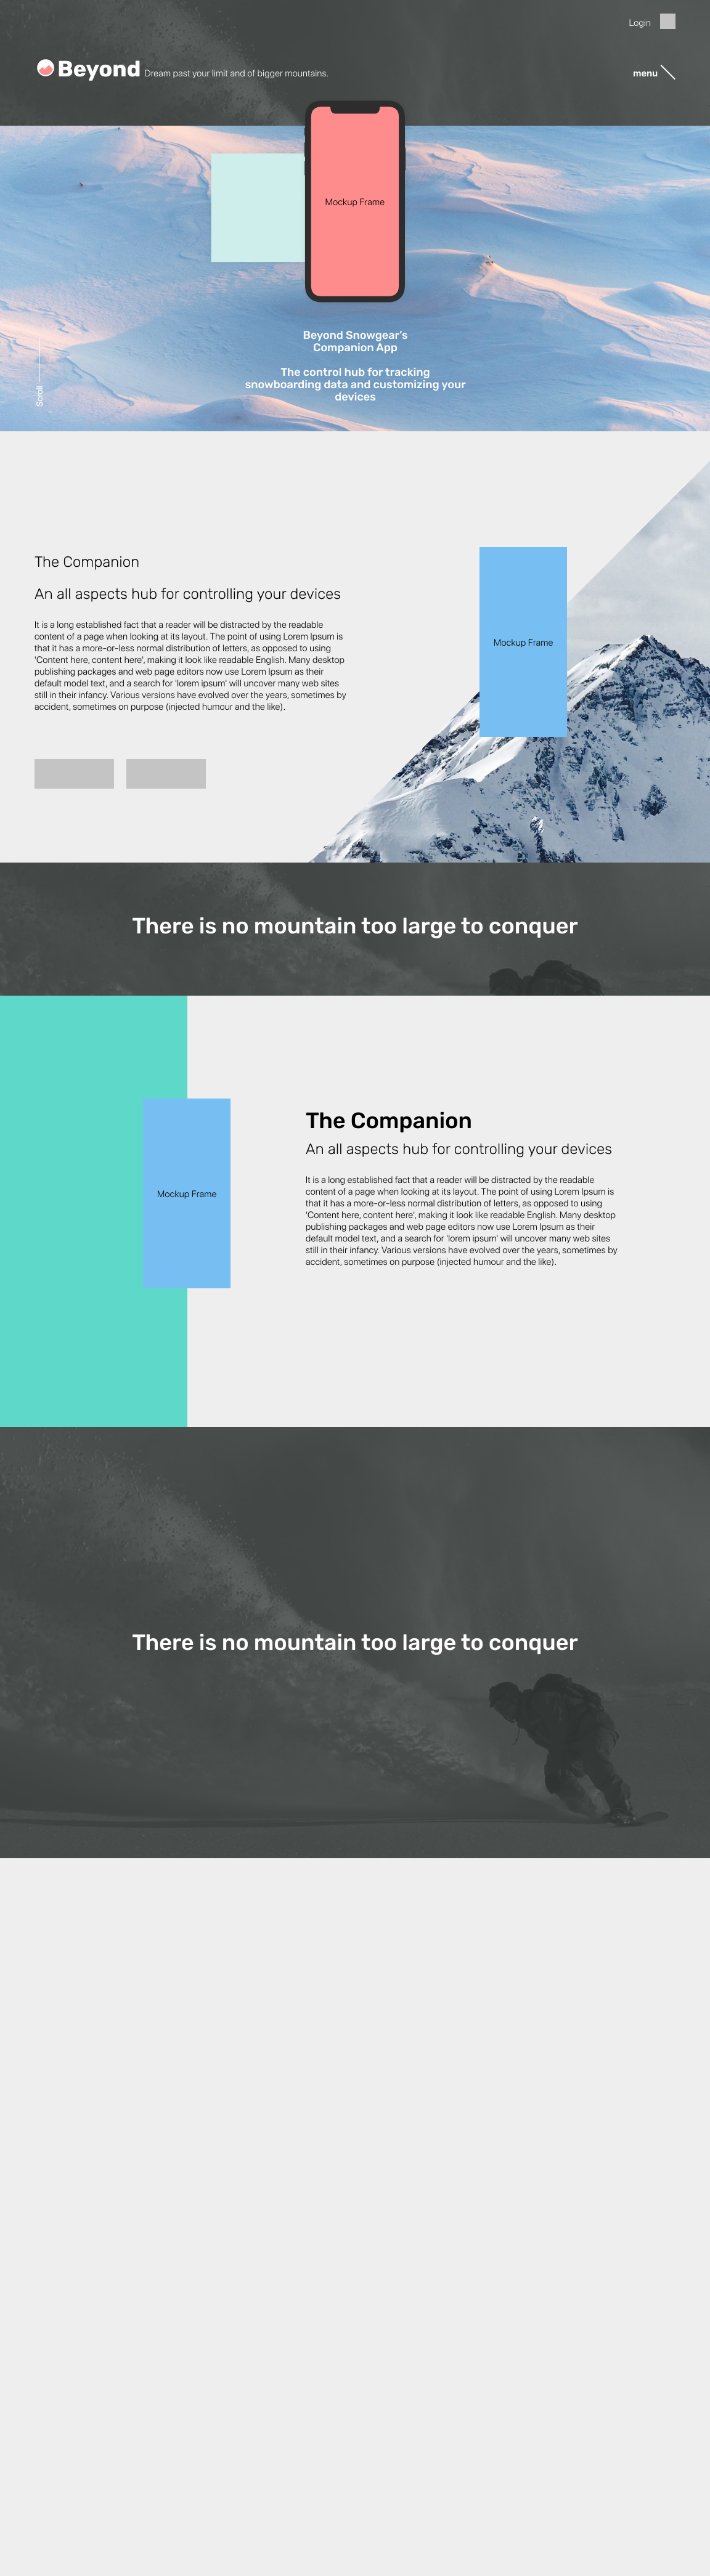 Login
Beyond Dream past your limit and of bigger mountains.
menu
Mockup Frame
Beyond Snowgear's
Companion App
The control hub for tracking
snowboarding data and customizing your
devices
Scroll
The Companion
An all aspects hub for controlling your devices
It is a long established fact that a reader will be distracted by the readable
content of a page when looking at its layout. The point of using Lorem Ipsum is
that it has a more-or-less normal distribution of letters, as opposed to using
'Content here, content here', making it look like readable English. Many desktop
publishing packages and web page editors now use Lorem Ipsum as their
default model text, and a search for 'lorem ipsum' will uncover many web sites
still in their infancy. Various versions have evolved over the years, sometimes by
accident, sometimes on purpose (injected humour and the like).
Mockup Frame
There is no mountain too large to conquer
Mockup Frame
The Companion
An all aspects hub for controlling your devices
It is a long established fact that a reader will be distracted by the readable
content of a page when looking at its layout. The point of using Lorem Ipsum is
that it has a more-or-less normal distribution of letters, as opposed to using
'Content here, content here', making it look like readable English. Many desktop
publishing packages and web page editors now use Lorem Ipsum as their
default model text, and a search for 'lorem ipsum' will uncover many web sites
still in their infancy. Various versions have evolved over the years, sometimes by
accident, sometimes on purpose (injected humour and the like).
There is no mountain too large to conquer